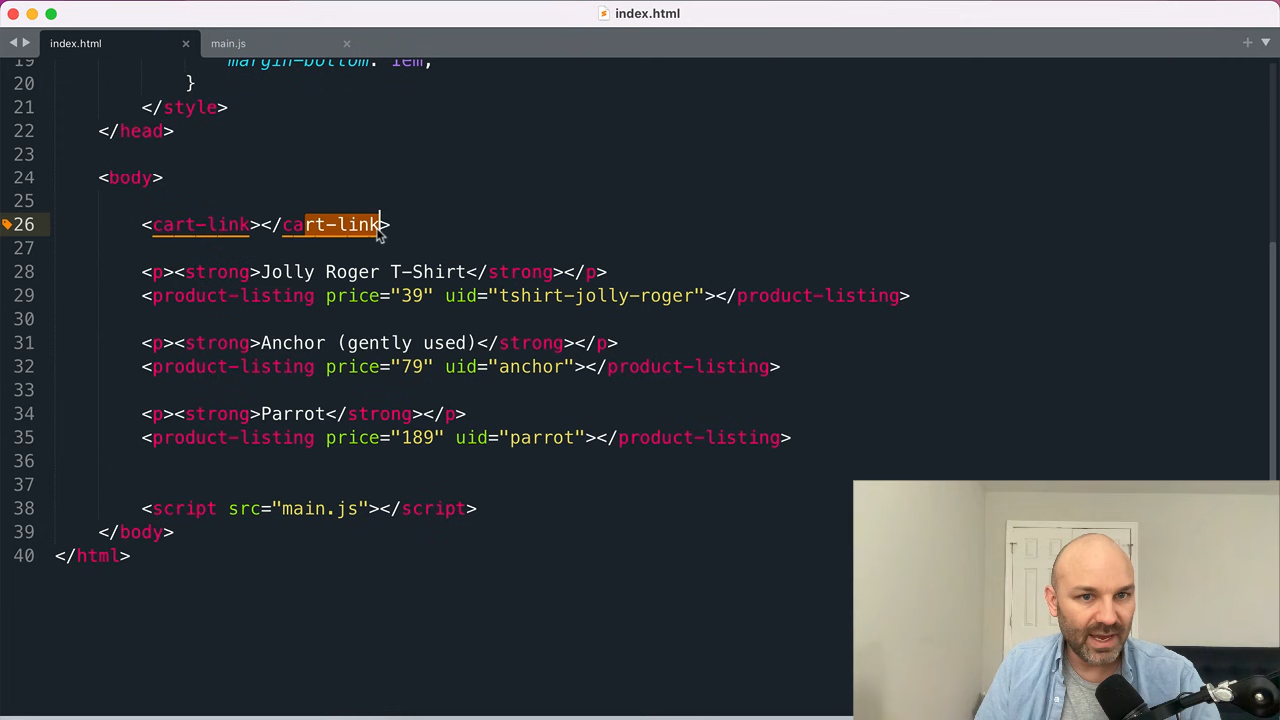 index.html
index.html
main.js
19 margin-bottom: 1em;
20 }
21 </style>
22 </head>
23
24 <body>
25
26 <cart-link></cart-link>
27
28 <p><strong>Jolly Roger T-Shirt</strong></p>
29 <product-listing price="39" uid="tshirt-jolly-roger"></product-listing>
30
31 <p><strong>Anchor (gently used)</strong></p>
32 <product-listing price="79" uid="anchor"></product-listing>
33
34 <p><strong>Parrot</strong></p>
35 <product-listing price="189" uid="parrot"></product-listing>
36
37
38 <script src="main.js"></script>
39 </body>
40 </html>